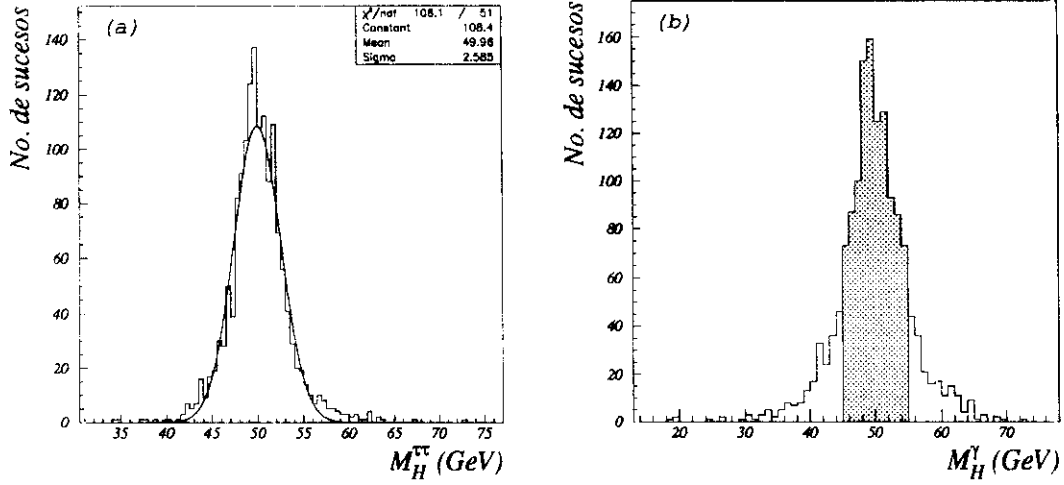 (a)
χ²/ndf 108.1 / 51
Constant 108.4
Mean 49.96
Sigma 2.585
No. de sucesos
140
120
100
80
60
40
20
0
35 40 45 50 55 60 65 70 75
M_H^ττ (GeV)
(b)
No. de sucesos
160
140
120
100
80
60
40
20
0
20 30 40 50 60 70
M_H^γ (GeV)